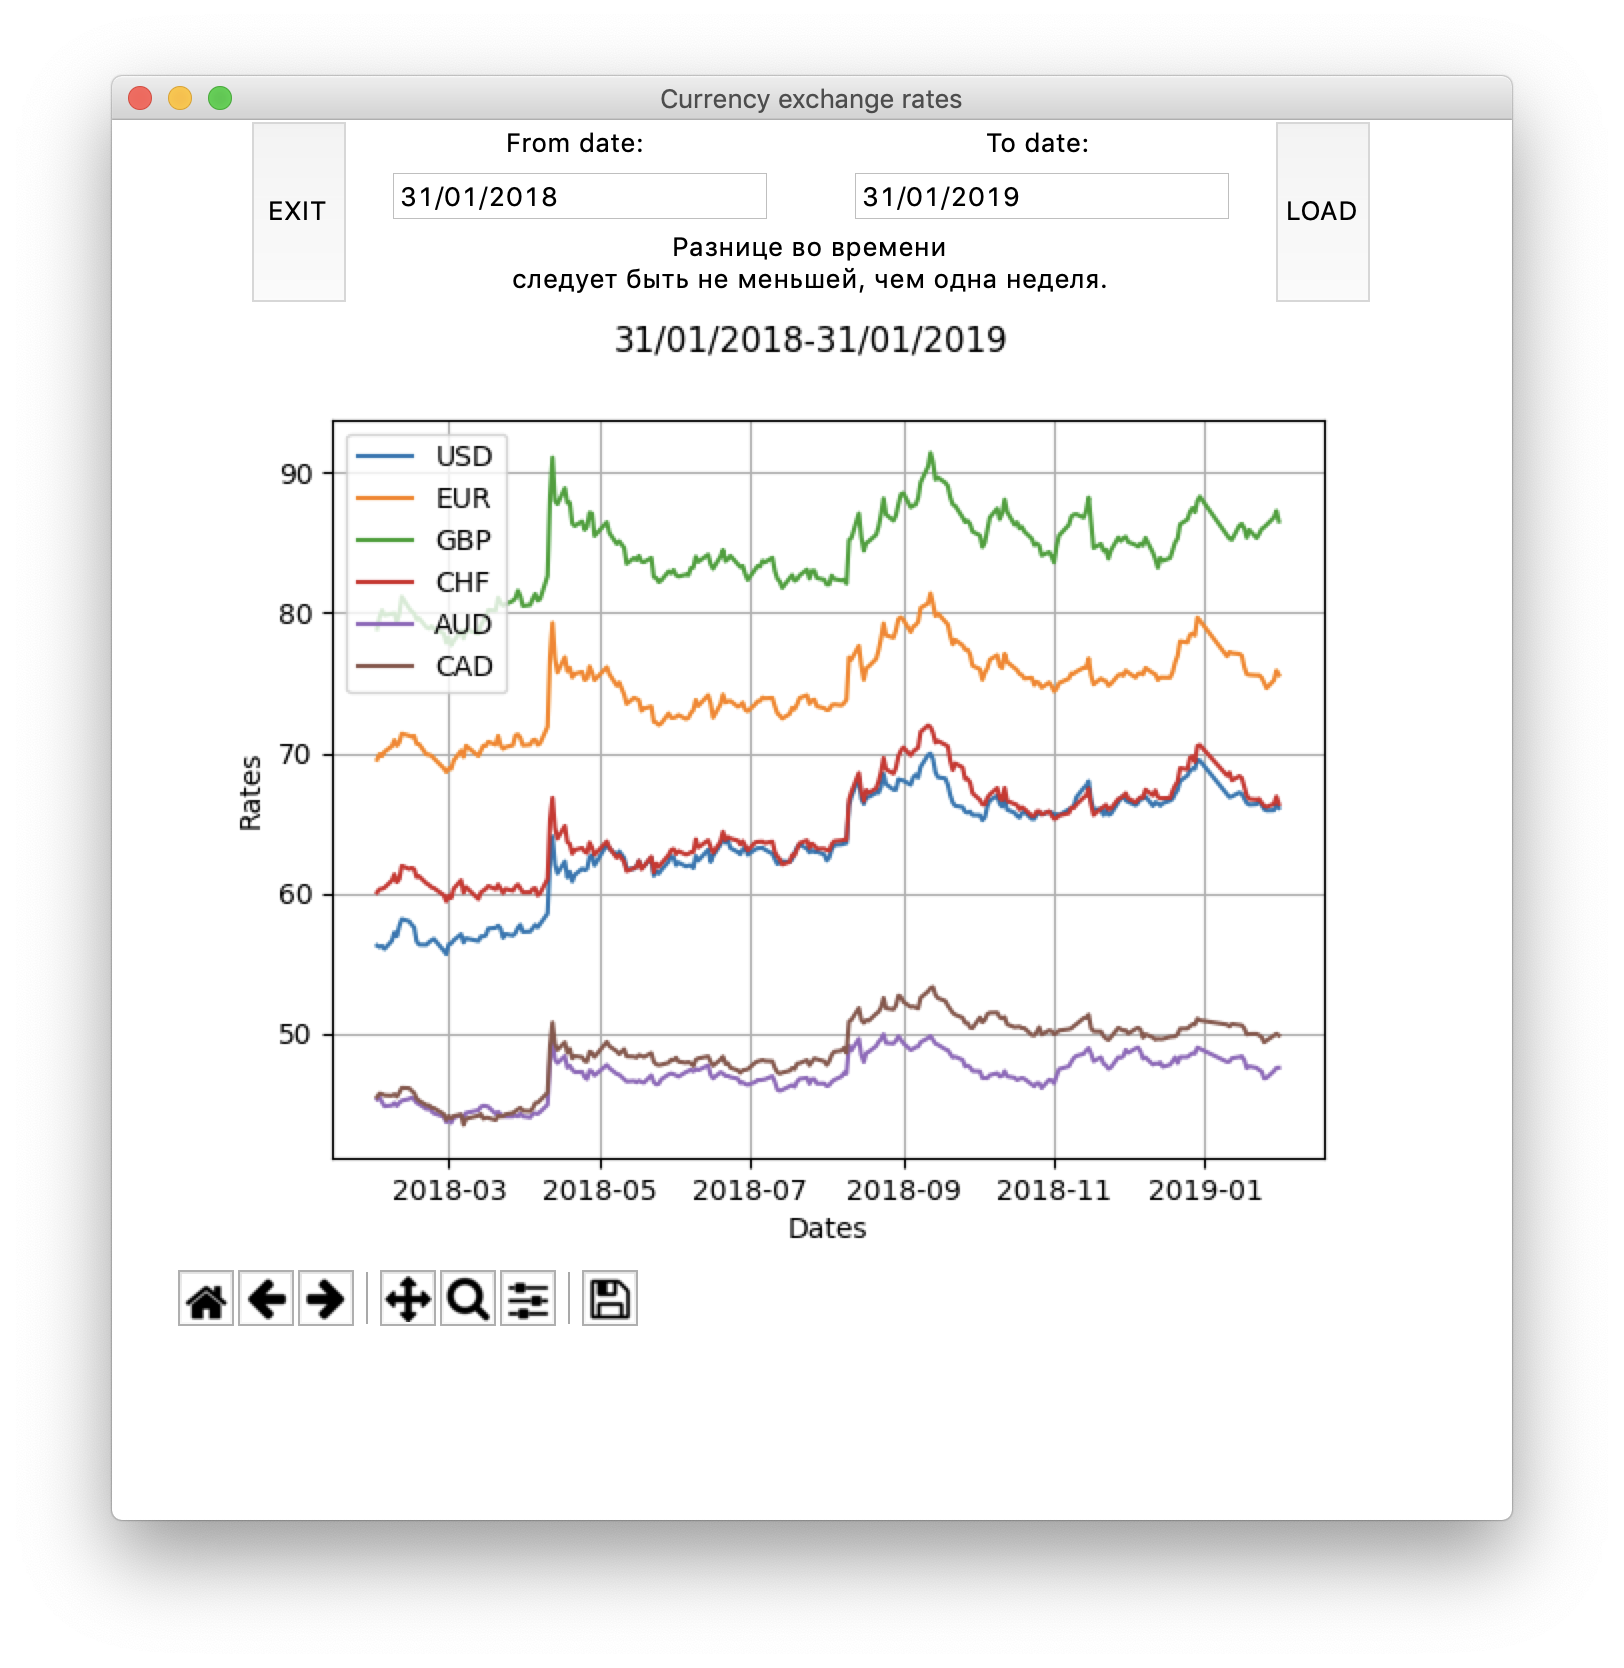 Currency exchange rates
EXIT
From date:
To date:
LOAD
31/01/2018
31/01/2019
Разнице во времени
следует быть не меньшей, чем одна неделя.
31/01/2018-31/01/2019
USD
EUR
GBP
CHF
AUD
CAD
90
80
70
60
50
Rates
2018-03
2018-05
2018-07
2018-09
2018-11
2019-01
Dates